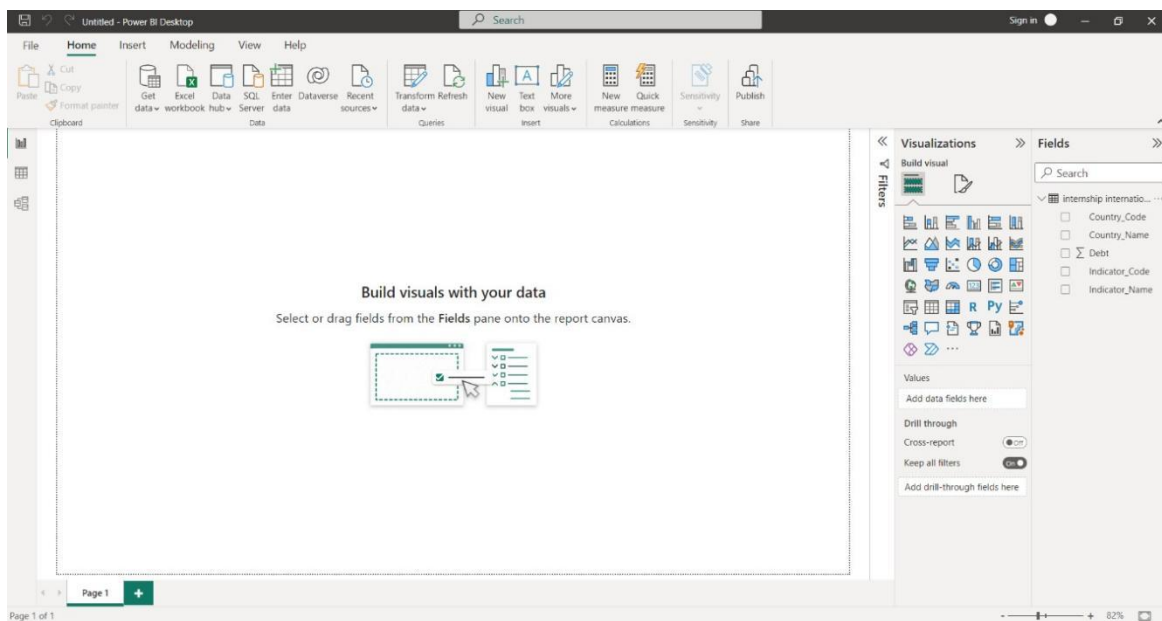 Untitled - Power BI Desktop
Search
Sign in
File Home Insert Modeling View Help
Paste
Cut
Copy
Format painter
Clipboard
Get data
Excel workbook
Data hub
SQL Server
Enter data
Dataverse
Recent sources
Data
Transform data
Refresh
Queries
New visual
Text box
More visuals
Insert
New measure
Quick measure
Calculations
Sensitivity
Sensitivity
Publish
Share
Build visuals with your data
Select or drag fields from the Fields pane onto the report canvas.
Filters
Visualizations
Build visual
R Py
Values
Add data fields here
Drill through
Cross-report
Off
Keep all filters
On
Add drill-through fields here
Fields
Search
internship internatio...
Country_Code
Country_Name
Debt
Indicator_Code
Indicator_Name
Page 1
Page 1 of 1
82%